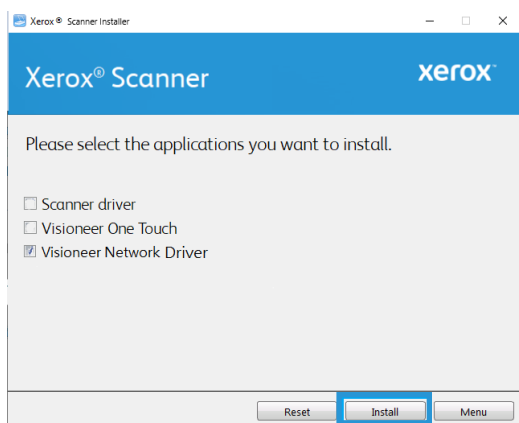 Xerox® Scanner Installer
Xerox® Scanner
xerox™
Please select the applications you want to install.
Scanner driver
Visioneer One Touch
Visioneer Network Driver
Reset Install Menu